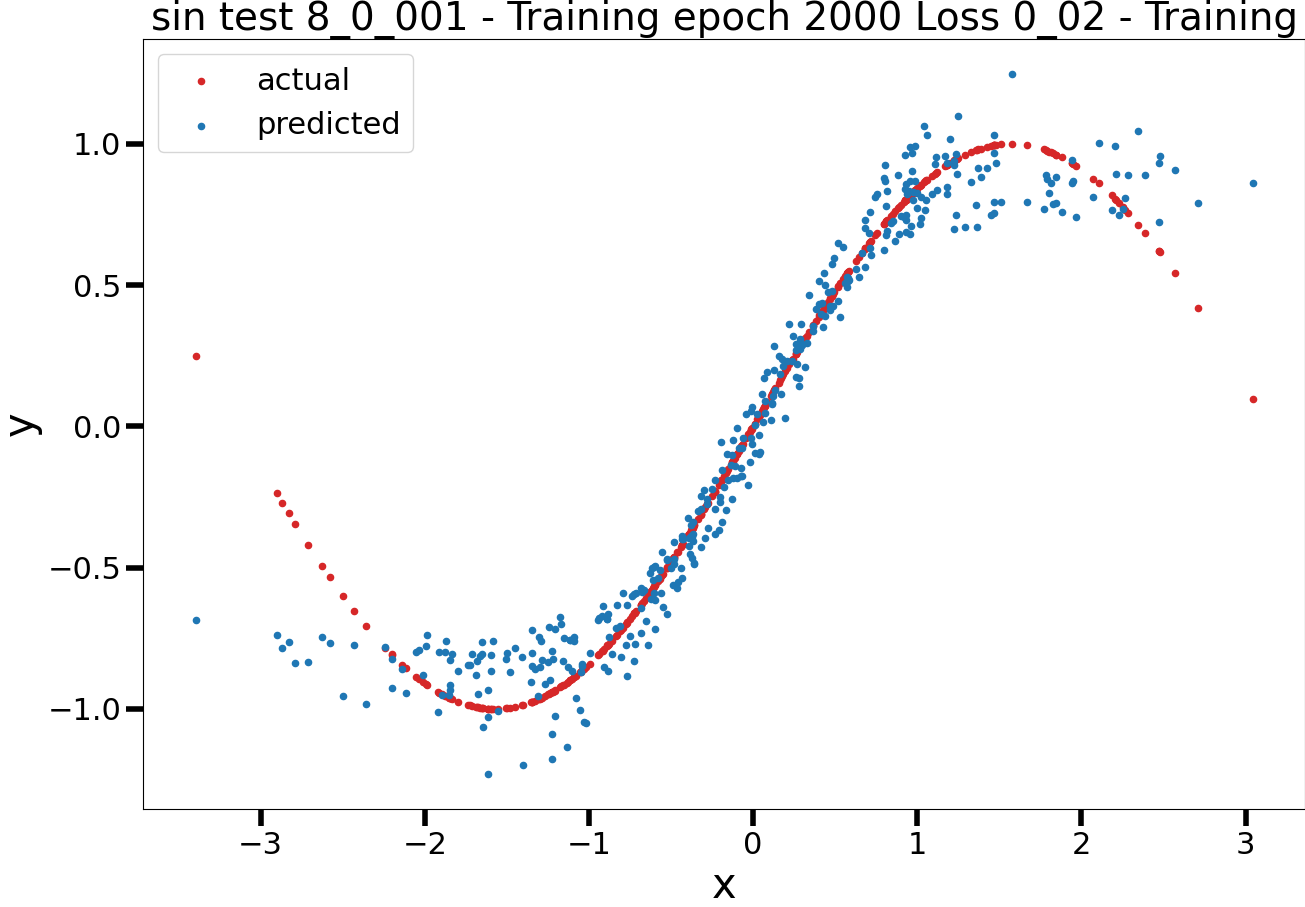 sin test 8_0_001 - Training epoch 2000 Loss 0_02 - Training
actual
predicted
1.0
0.5
0.0
−0.5
−1.0
y
−3
−2
−1
0
1
2
3
x